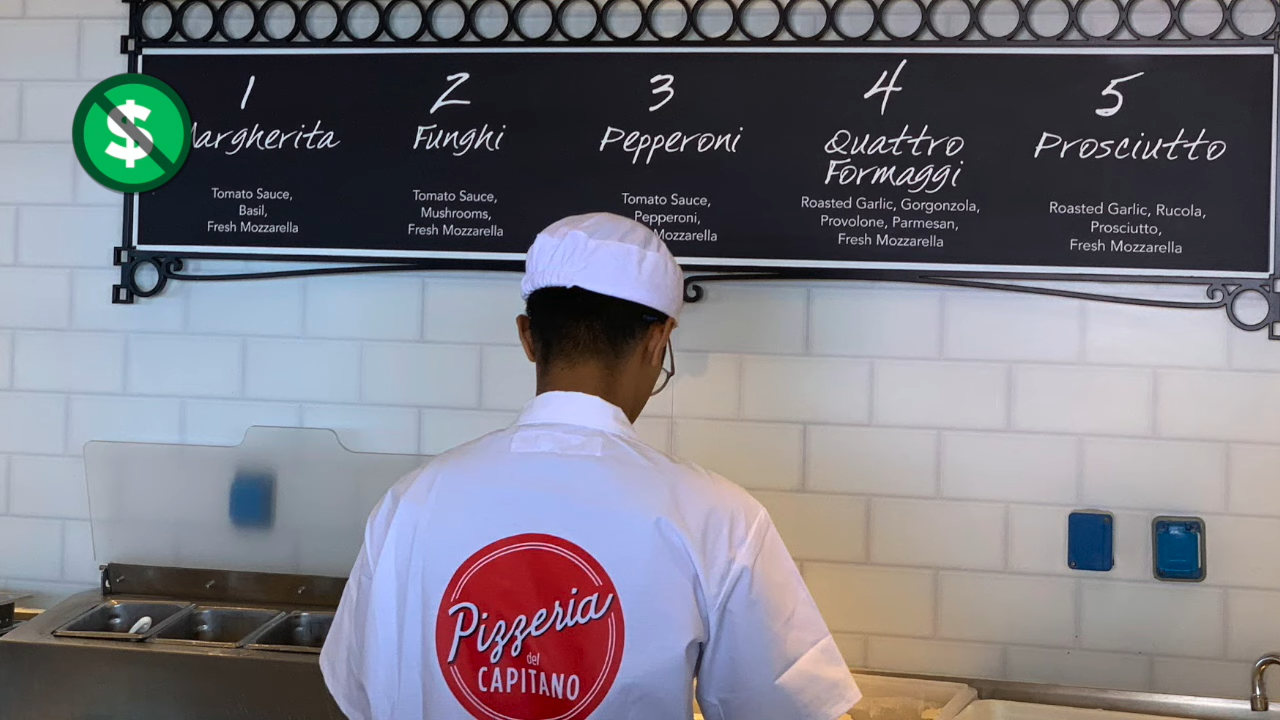 1
Margherita
Tomato Sauce,
Basil,
Fresh Mozzarella
2
Funghi
Tomato Sauce,
Mushrooms,
Fresh Mozzarella
3
Pepperoni
Tomato Sauce,
Pepperoni,
Mozzarella
4
Quattro
Formaggi
Roasted Garlic, Gorgonzola,
Provolone, Parmesan,
Fresh Mozzarella
5
Prosciutto
Roasted Garlic, Rucola,
Prosciutto,
Fresh Mozzarella
$
Pizzeria
del
CAPITANO